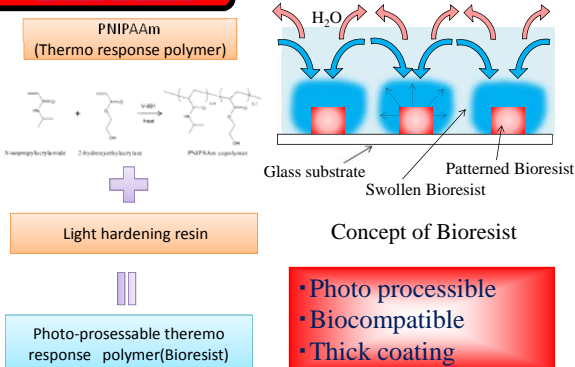 PNIPAAm
(Thermo response polymer)
+
V-601
heat
N-isopropylacrylamide
2-hydroxyethylacrylate
PNIPAAm copolymer
Light hardening resin
Photo-prosessable theremo
response polymer(Bioresist)
H₂O
Glass substrate
Swollen Bioresist
Patterned Bioresist
Concept of Bioresist
・Photo processible
・Biocompatible
・Thick coating